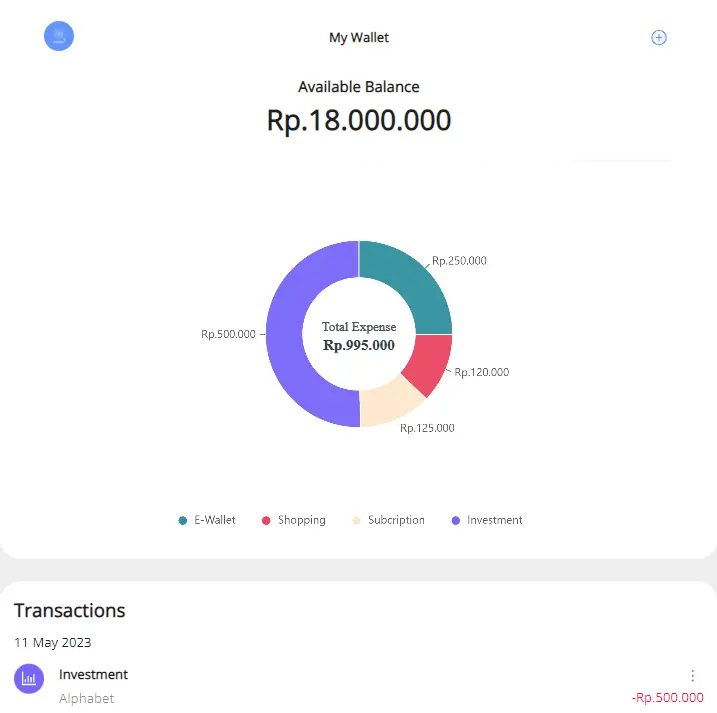 My Wallet
Available Balance
Rp.18.000.000
Rp.250.000
Total Expense
Rp.500.000
Rp.995.000
Rp.120.000
Rp.125.000
E-Wallet Shopping Subcription Investment
Transactions
11 May 2023
Investment
Alphabet
-Rp.500.000